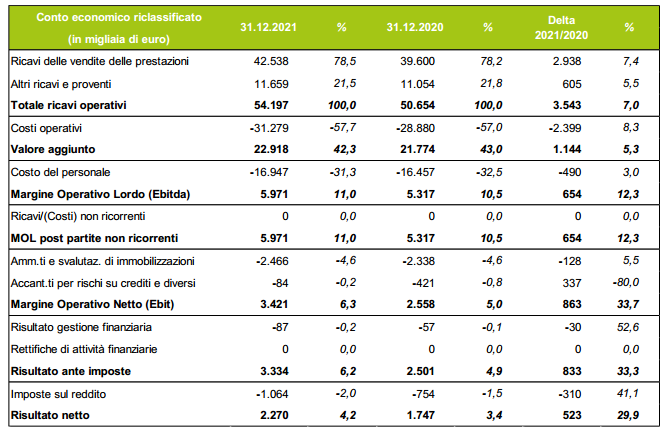 Conto economico riclassificato (in migliaia di euro) 31.12.2021 % 31.12.2020 % Delta 2021/2020 %
Ricavi delle vendite delle prestazioni 42.538 78,5 39.600 78,2 2.938 7,4
Altri ricavi e proventi 11.659 21,5 11.054 21,8 605 5,5
Totale ricavi operativi 54.197 100,0 50.654 100,0 3.543 7,0
Costi operativi -31.279 -57,7 -28.880 -57,0 -2.399 8,3
Valore aggiunto 22.918 42,3 21.774 43,0 1.144 5,3
Costo del personale -16.947 -31,3 -16.457 -32,5 -490 3,0
Margine Operativo Lordo (Ebitda) 5.971 11,0 5.317 10,5 654 12,3
Ricavi/(Costi) non ricorrenti 0 0,0 0 0,0 0 0,0
MOL post partite non ricorrenti 5.971 11,0 5.317 10,5 654 12,3
Amm.ti e svalutaz. di immobilizzazioni -2.466 -4,6 -2.338 -4,6 -128 5,5
Accant.ti per rischi su crediti e diversi -84 -0,2 -421 -0,8 337 -80,0
Margine Operativo Netto (Ebit) 3.421 6,3 2.558 5,0 863 33,7
Risultato gestione finanziaria -87 -0,2 -57 -0,1 -30 52,6
Rettifiche di attività finanziarie 0 0,0 0 0,0 0 0,0
Risultato ante imposte 3.334 6,2 2.501 4,9 833 33,3
Imposte sul reddito -1.064 -2,0 -754 -1,5 -310 41,1
Risultato netto 2.270 4,2 1.747 3,4 523 29,9